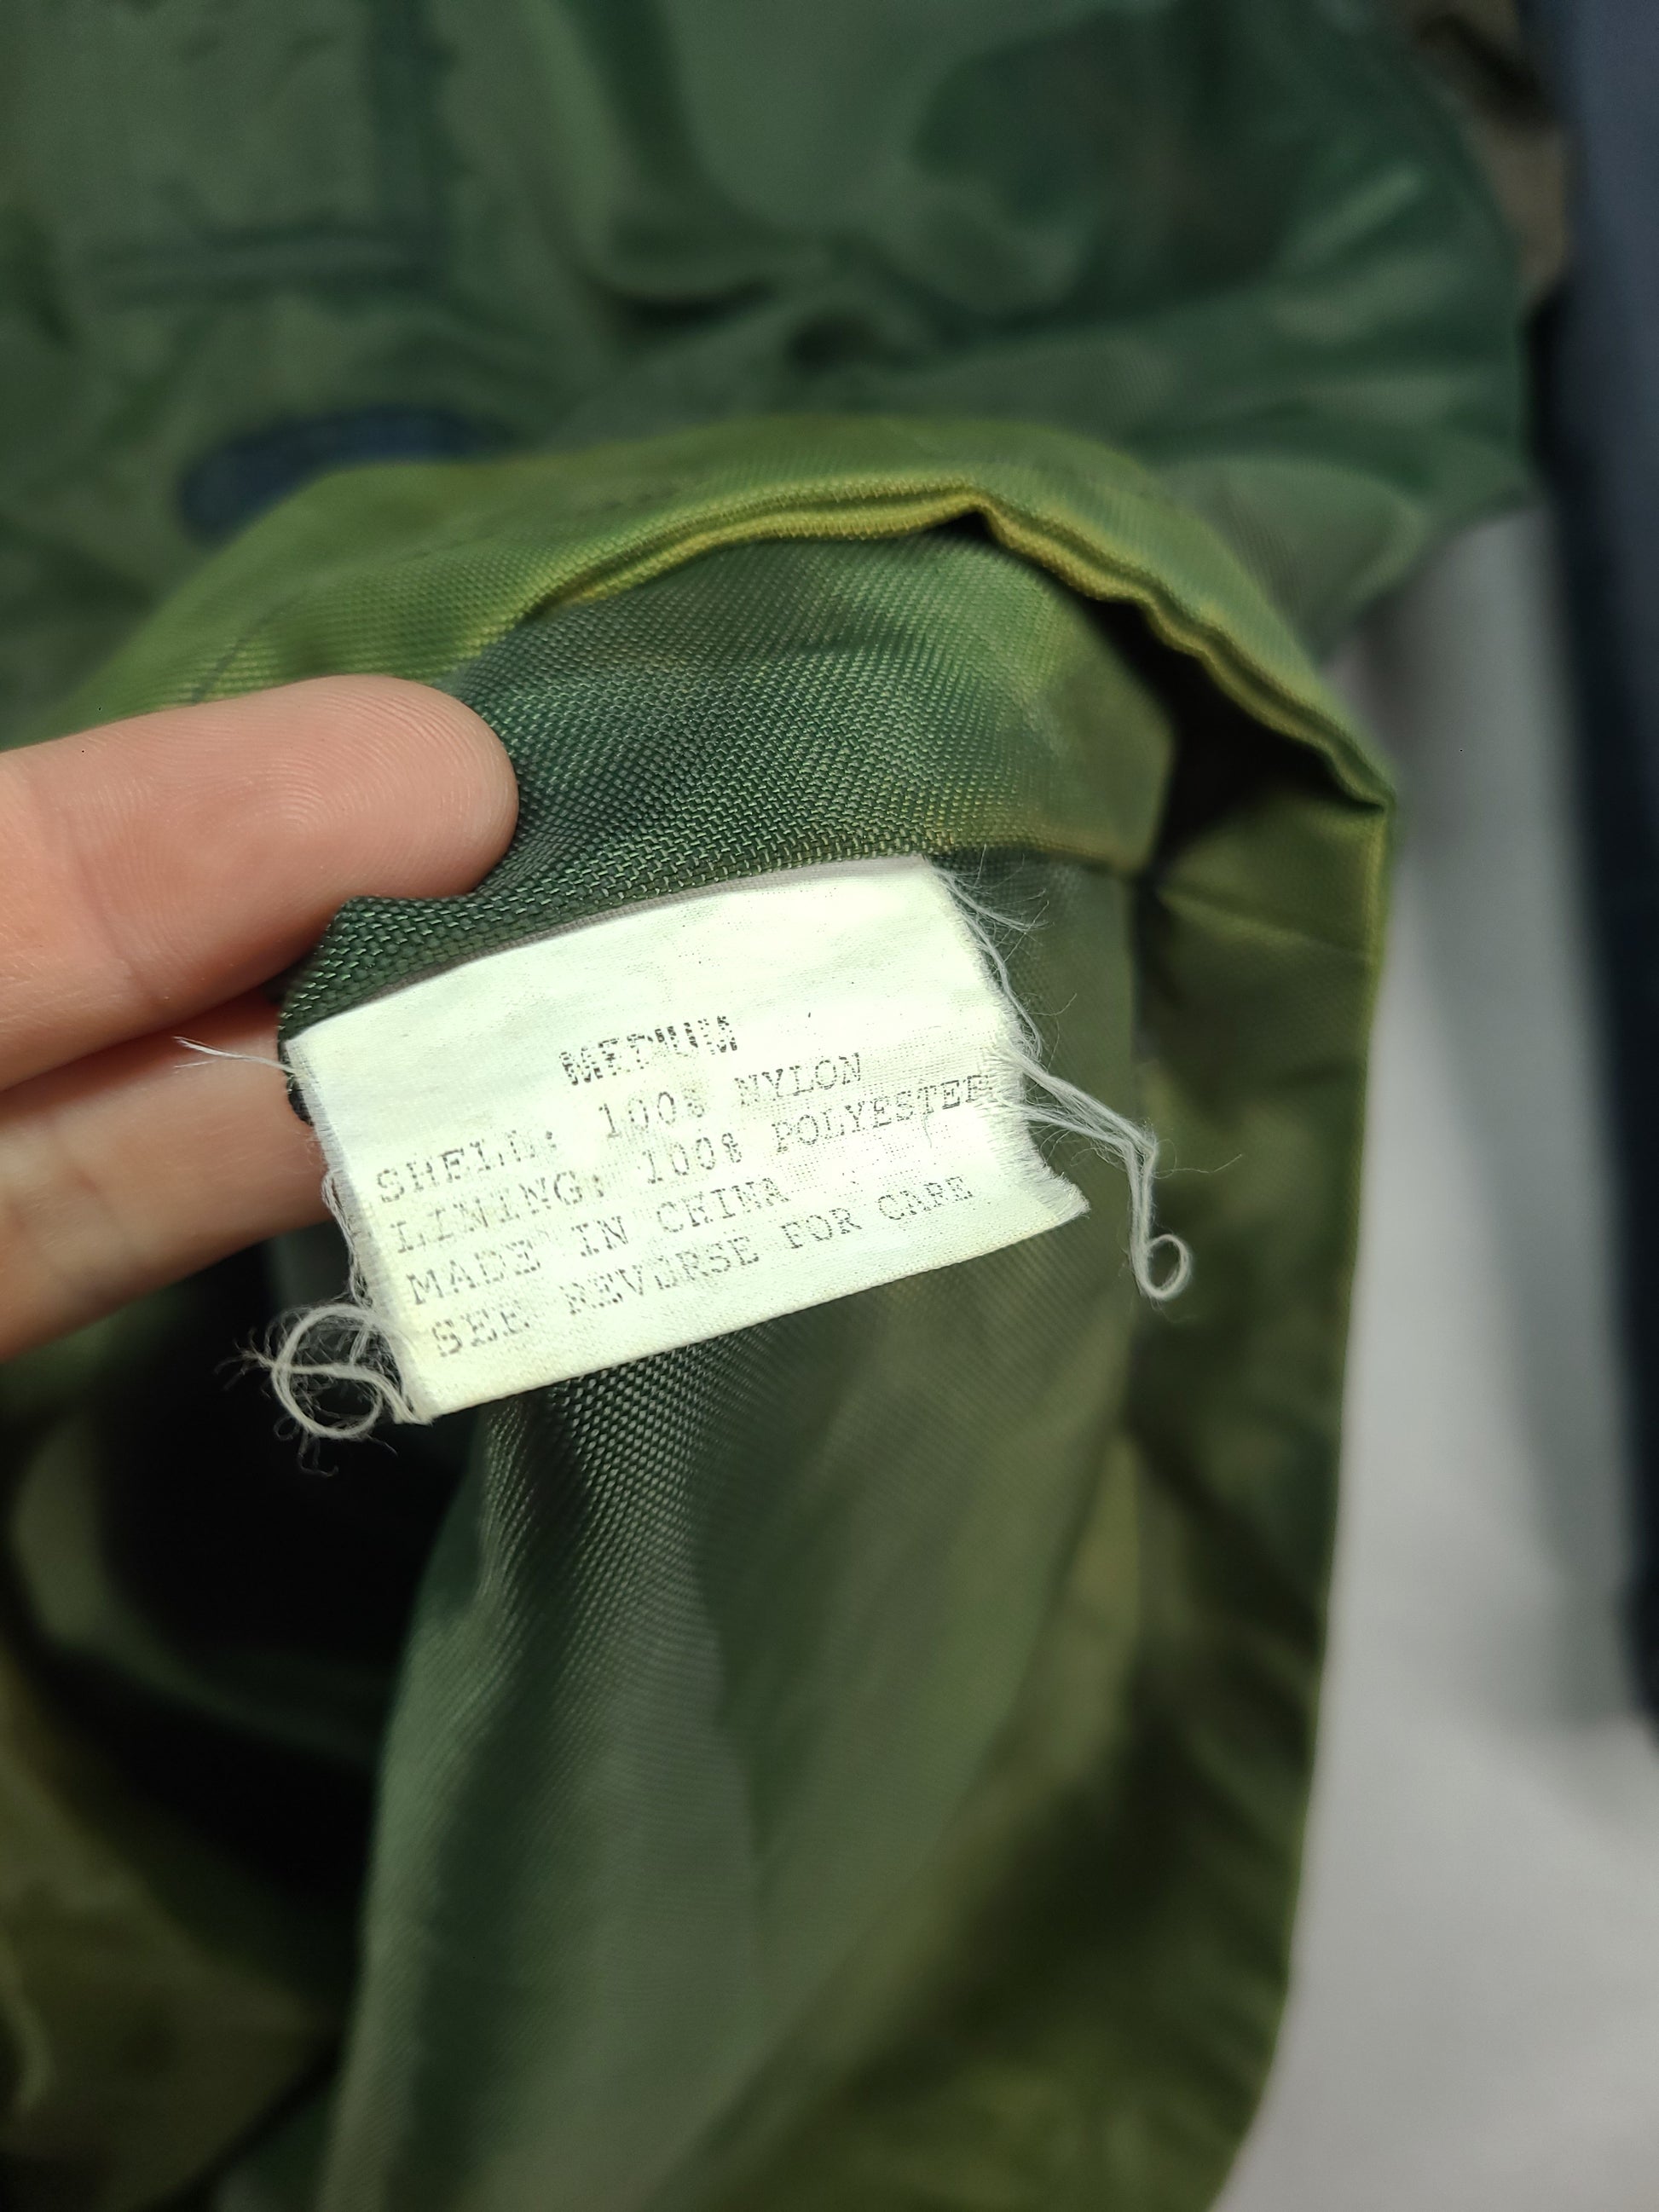 MEDIUM
SHELL: 100% NYLON
LINING: 100% POLYESTER
MADE IN CHINA
SEE REVERSE FOR CARE